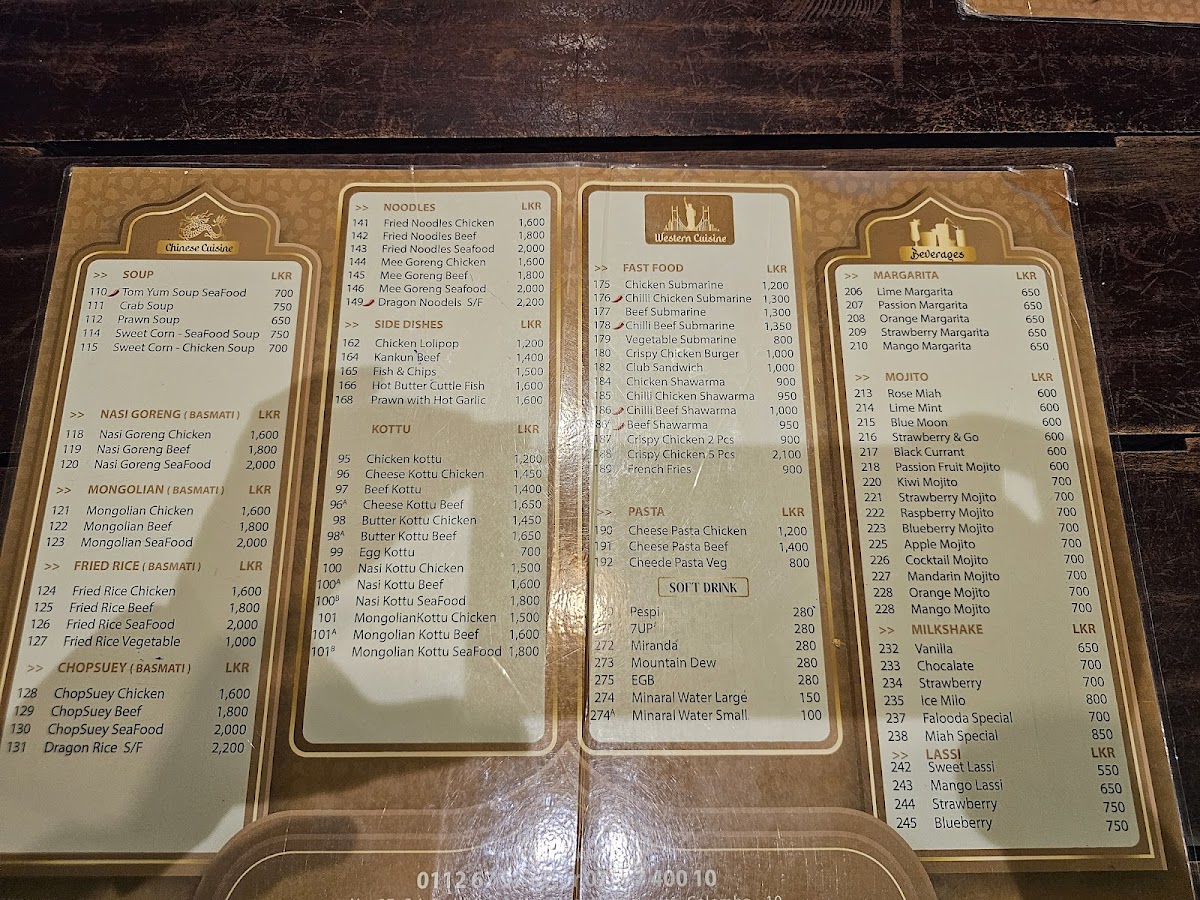 Chinese Cuisine
>> SOUP LKR
110 Tom Yum Soup SeaFood 700
111 Crab Soup 750
112 Prawn Soup 650
114 Sweet Corn - SeaFood Soup 750
115 Sweet Corn - Chicken Soup 700
>> NASI GORENG ( BASMATI ) LKR
118 Nasi Goreng Chicken 1,600
119 Nasi Goreng Beef 1,800
120 Nasi Goreng SeaFood 2,000
>> MONGOLIAN ( BASMATI ) LKR
121 Mongolian Chicken 1,600
122 Mongolian Beef 1,800
123 Mongolian SeaFood 2,000
>> FRIED RICE ( BASMATI ) LKR
124 Fried Rice Chicken 1,600
125 Fried Rice Beef 1,800
126 Fried Rice SeaFood 2,000
127 Fried Rice Vegetable 1,000
>> CHOPSUEY ( BASMATI ) LKR
128 ChopSuey Chicken 1,600
129 ChopSuey Beef 1,800
130 ChopSuey SeaFood 2,000
131 Dragon Rice S/F 2,200
>> NOODLES LKR
141 Fried Noodles Chicken 1,600
142 Fried Noodles Beef 1,800
143 Fried Noodles Seafood 2,000
144 Mee Goreng Chicken 1,600
145 Mee Goreng Beef 1,800
146 Mee Goreng Seafood 2,000
149 Dragon Noodels S/F 2,200
>> SIDE DISHES LKR
162 Chicken Lolipop 1,200
164 Kankun Beef 1,400
165 Fish & Chips 1,500
166 Hot Butter Cuttle Fish 1,600
168 Prawn with Hot Garlic 1,600
KOTTU LKR
95 Chicken kottu 1,200
96 Cheese Kottu Chicken 1,450
97 Beef Kottu 1,400
96A Cheese Kottu Beef 1,650
98 Butter Kottu Chicken 1,450
98A Butter Kottu Beef 1,650
99 Egg Kottu 700
100 Nasi Kottu Chicken 1,500
100A Nasi Kottu Beef 1,600
100B Nasi Kottu SeaFood 1,800
101 MongolianKottu Chicken 1,500
101A Mongolian Kottu Beef 1,600
101B Mongolian Kottu SeaFood 1,800
Western Cuisine
>> FAST FOOD LKR
175 Chicken Submarine 1,200
176 Chilli Chicken Submarine 1,300
177 Beef Submarine 1,300
178 Chilli Beef Submarine 1,350
179 Vegetable Submarine 800
180 Crispy Chicken Burger 1,000
182 Club Sandwich 1,000
184 Chicken Shawarma 900
185 Chilli Chicken Shawarma 950
186 Chilli Beef Shawarma 1,000
Beef Shawarma 950
187 Crispy Chicken 2 Pcs 900
188 Crispy Chicken 5 Pcs 2,100
189 French Fries 900
>> PASTA LKR
190 Cheese Pasta Chicken 1,200
191 Cheese Pasta Beef 1,400
192 Cheede Pasta Veg 800
SOFT DRINK
Pespi 280
7UP 280
272 Miranda 280
273 Mountain Dew 280
275 EGB 280
274 Minaral Water Large 150
274A Minaral Water Small 100
Beverages
>> MARGARITA LKR
206 Lime Margarita 650
207 Passion Margarita 650
208 Orange Margarita 650
209 Strawberry Margarita 650
210 Mango Margarita 650
>> MOJITO LKR
213 Rose Miah 600
214 Lime Mint 600
215 Blue Moon 600
216 Strawberry & Go 600
217 Black Currant 600
218 Passion Fruit Mojito 600
220 Kiwi Mojito 700
221 Strawberry Mojito 700
222 Raspberry Mojito 700
223 Blueberry Mojito 700
225 Apple Mojito 700
226 Cocktail Mojito 700
227 Mandarin Mojito 700
228 Orange Mojito 700
228 Mango Mojito 700
>> MILKSHAKE LKR
232 Vanilla 650
233 Chocalate 700
234 Strawberry 700
235 Ice Milo 800
237 Falooda Special 700
238 Miah Special 850
>> LASSI LKR
242 Sweet Lassi 550
243 Mango Lassi 650
244 Strawberry 750
245 Blueberry 750
0112 400 10